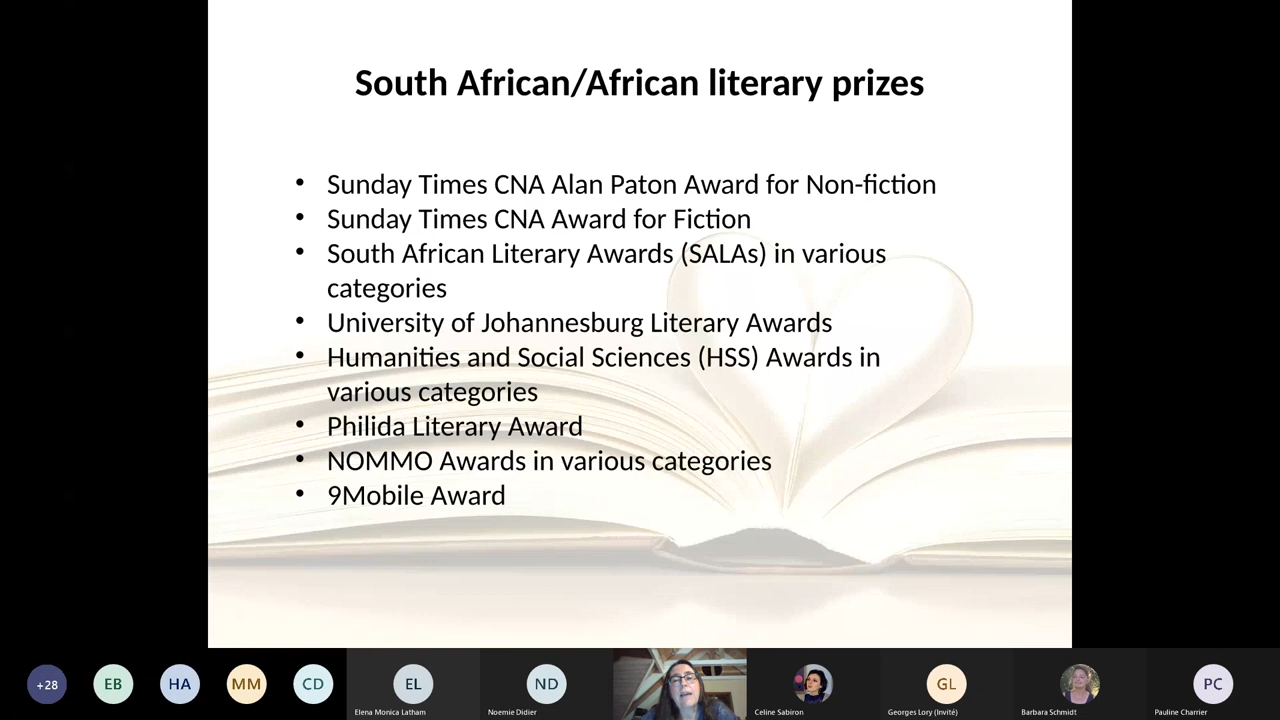 South African/African literary prizes
• Sunday Times CNA Alan Paton Award for Non-fiction
• Sunday Times CNA Award for Fiction
• South African Literary Awards (SALAs) in various
categories
• University of Johannesburg Literary Awards
• Humanities and Social Sciences (HSS) Awards in
various categories
• Philida Literary Award
• NOMMO Awards in various categories
• 9Mobile Award
+28
EB
HA
MM
CD
EL
ND
GL
PC
Elena Monica Latham
Noemie Didier
Celine Sabiron
Georges Lory (Invité)
Barbara Schmidt
Pauline Charrier